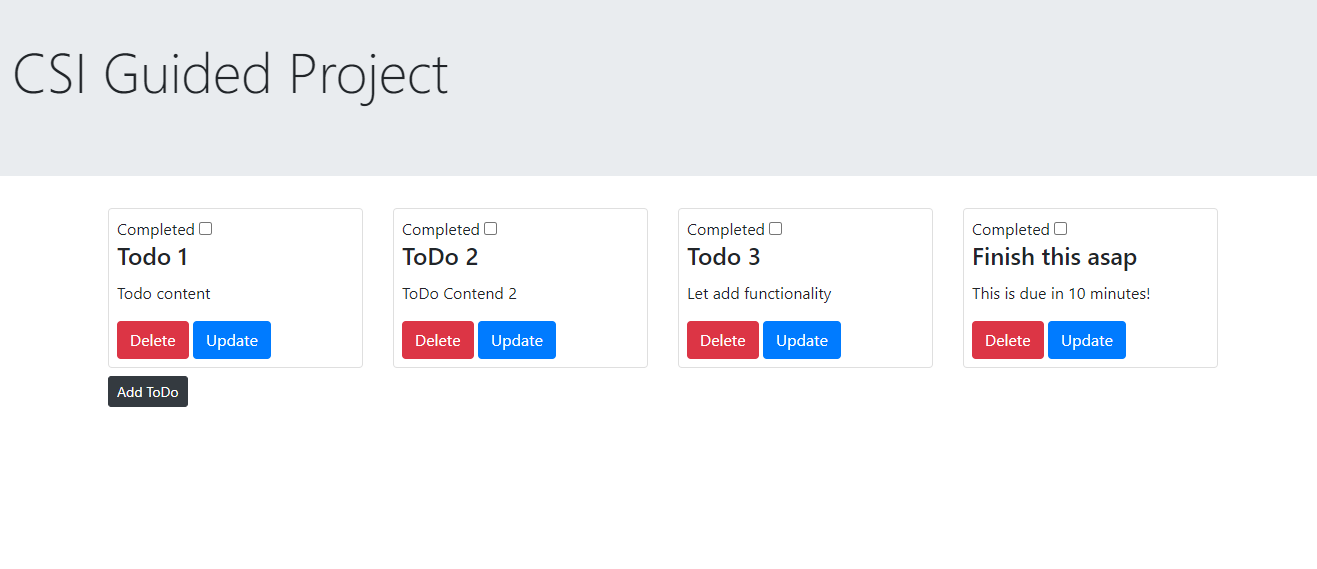 CSI Guided Project
Completed
Todo 1
Todo content
Delete Update
Completed
ToDo 2
ToDo Contend 2
Delete Update
Completed
Todo 3
Let add functionality
Delete Update
Completed
Finish this asap
This is due in 10 minutes!
Delete Update
Add ToDo